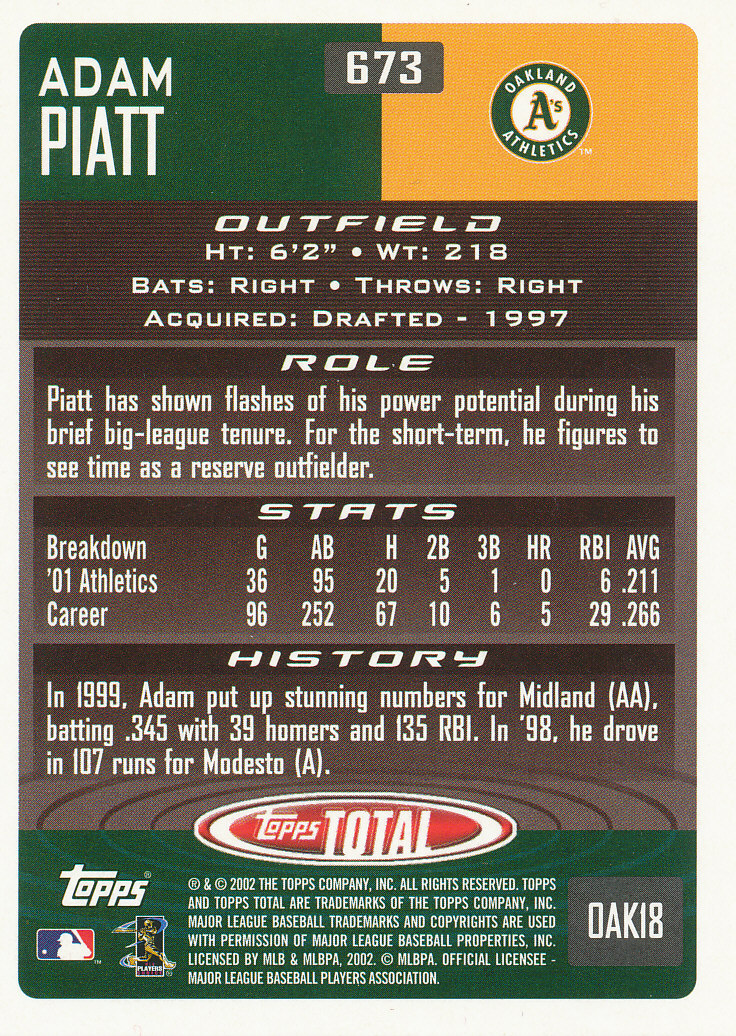 ADAM
PIATT
673
OAKLAND
A's
ATHLETICS
™
OUTFIELD
HT: 6'2" • WT: 218
BATS: RIGHT • THROWS: RIGHT
ACQUIRED: DRAFTED - 1997
ROLE
Piatt has shown flashes of his power potential during his
brief big-league tenure. For the short-term, he figures to
see time as a reserve outfielder.
STATS
Breakdown G AB H 2B 3B HR RBI AVG
'01 Athletics 36 95 20 5 1 0 6 .211
Career 96 252 67 10 6 5 29 .266
HISTORY
In 1999, Adam put up stunning numbers for Midland (AA),
batting .345 with 39 homers and 135 RBI. In '98, he drove
in 107 runs for Modesto (A).
Topps TOTAL
Topps®
® & © 2002 THE TOPPS COMPANY, INC. ALL RIGHTS RESERVED. TOPPS
AND TOPPS TOTAL ARE TRADEMARKS OF THE TOPPS COMPANY, INC.
MAJOR LEAGUE BASEBALL TRADEMARKS AND COPYRIGHTS ARE USED
WITH PERMISSION OF MAJOR LEAGUE BASEBALL PROPERTIES, INC.
LICENSED BY MLB & MLBPA, 2002. © MLBPA. OFFICIAL LICENSEE -
MAJOR LEAGUE BASEBALL PLAYERS ASSOCIATION.
™
PLAYERS
®
OAK18